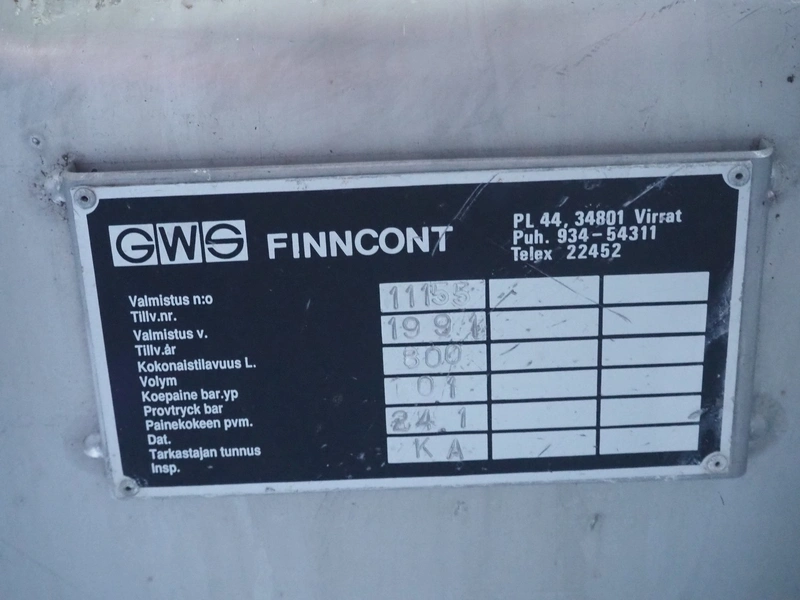 GWS FINNCONT
PL 44, 34801 Virrat
Puh. 934-54311
Telex 22452
Valmistus n:o
Tillv.nr.
11155
Valmistus v.
Tillv.år
1991
Kokonaistilavuus L.
Volym
800
Koepaine bar.yp
Provtryck bar
01
Painekokeen pvm.
Dat.
24.1
Tarkastajan tunnus
Insp.
KA